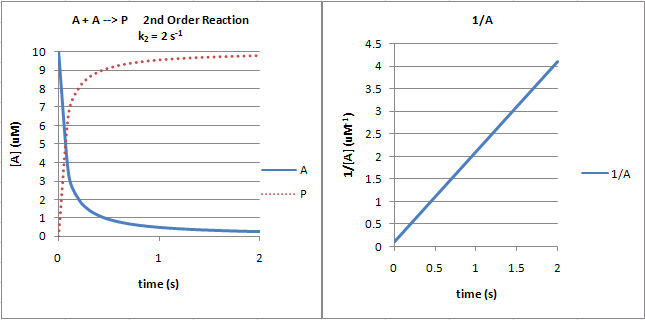 A + A --> P     2nd Order Reaction
k2 = 2 s-1
[A] (uM)
10
9
8
7
6
5
4
3
2
1
0
0 1 2
time (s)
A
P
1/A
1/[A] (uM-1)
4.5
4
3.5
3
2.5
2
1.5
1
0.5
0
0 0.5 1 1.5 2
time (s)
1/A